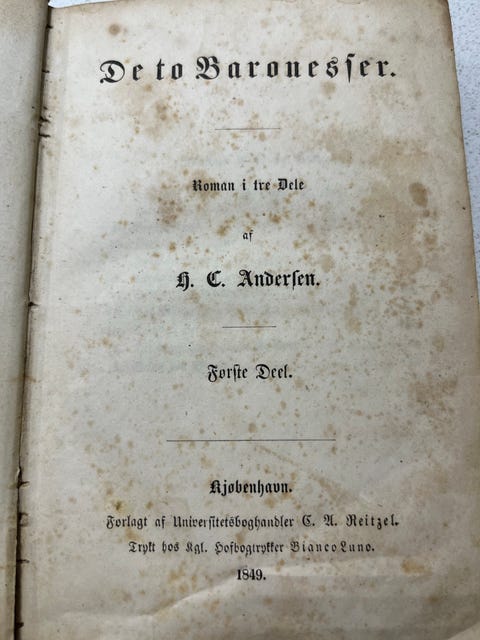 De to Baronesser.
Roman i tre Dele
af
H. C. Andersen.
Første Deel.
Kjøbenhavn.
Forlagt af Universitetsboghandler C. A. Reitzel.
Trykt hos Kgl. Hofbogtrykker Bianco Luno.
1849.